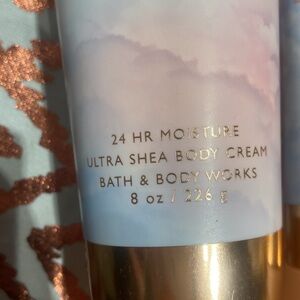 24 HR MOISTURE
ULTRA SHEA BODY CREAM
BATH & BODY WORKS
8 oz / 226 g